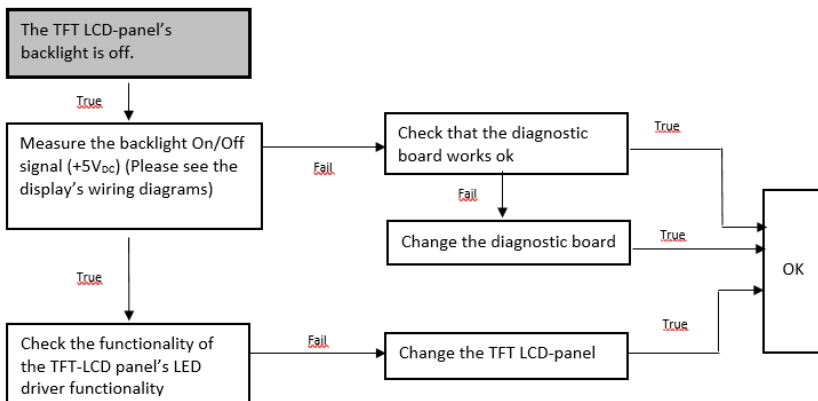 The TFT LCD-panel's
backlight is off.
True
Measure the backlight On/Off
signal (+5VDC) (Please see the
display's wiring diagrams)
Fail
Check that the diagnostic
board works ok
True
Fail
Change the diagnostic board
True
OK
True
Check the functionality of
the TFT-LCD panel's LED
driver functionality
Fail
Change the TFT LCD-panel
True